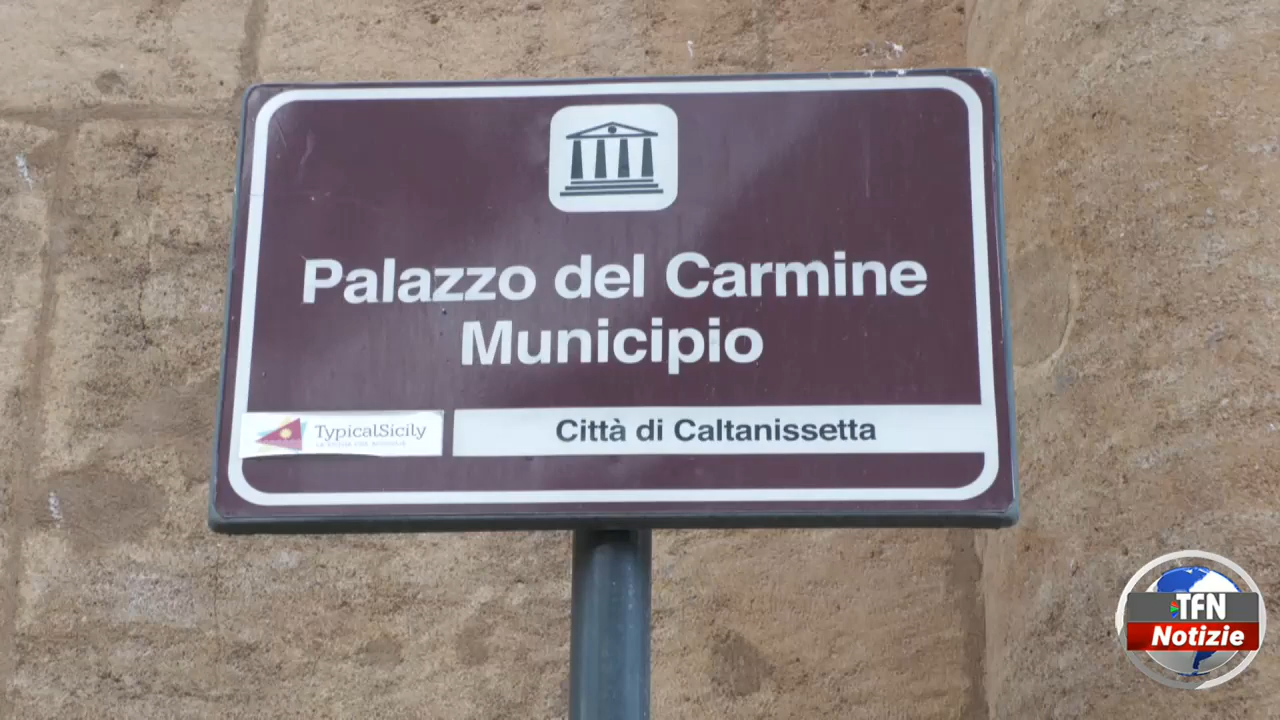 Palazzo del Carmine
Municipio
TypicalSicily
Città di Caltanissetta
TFN
Notizie